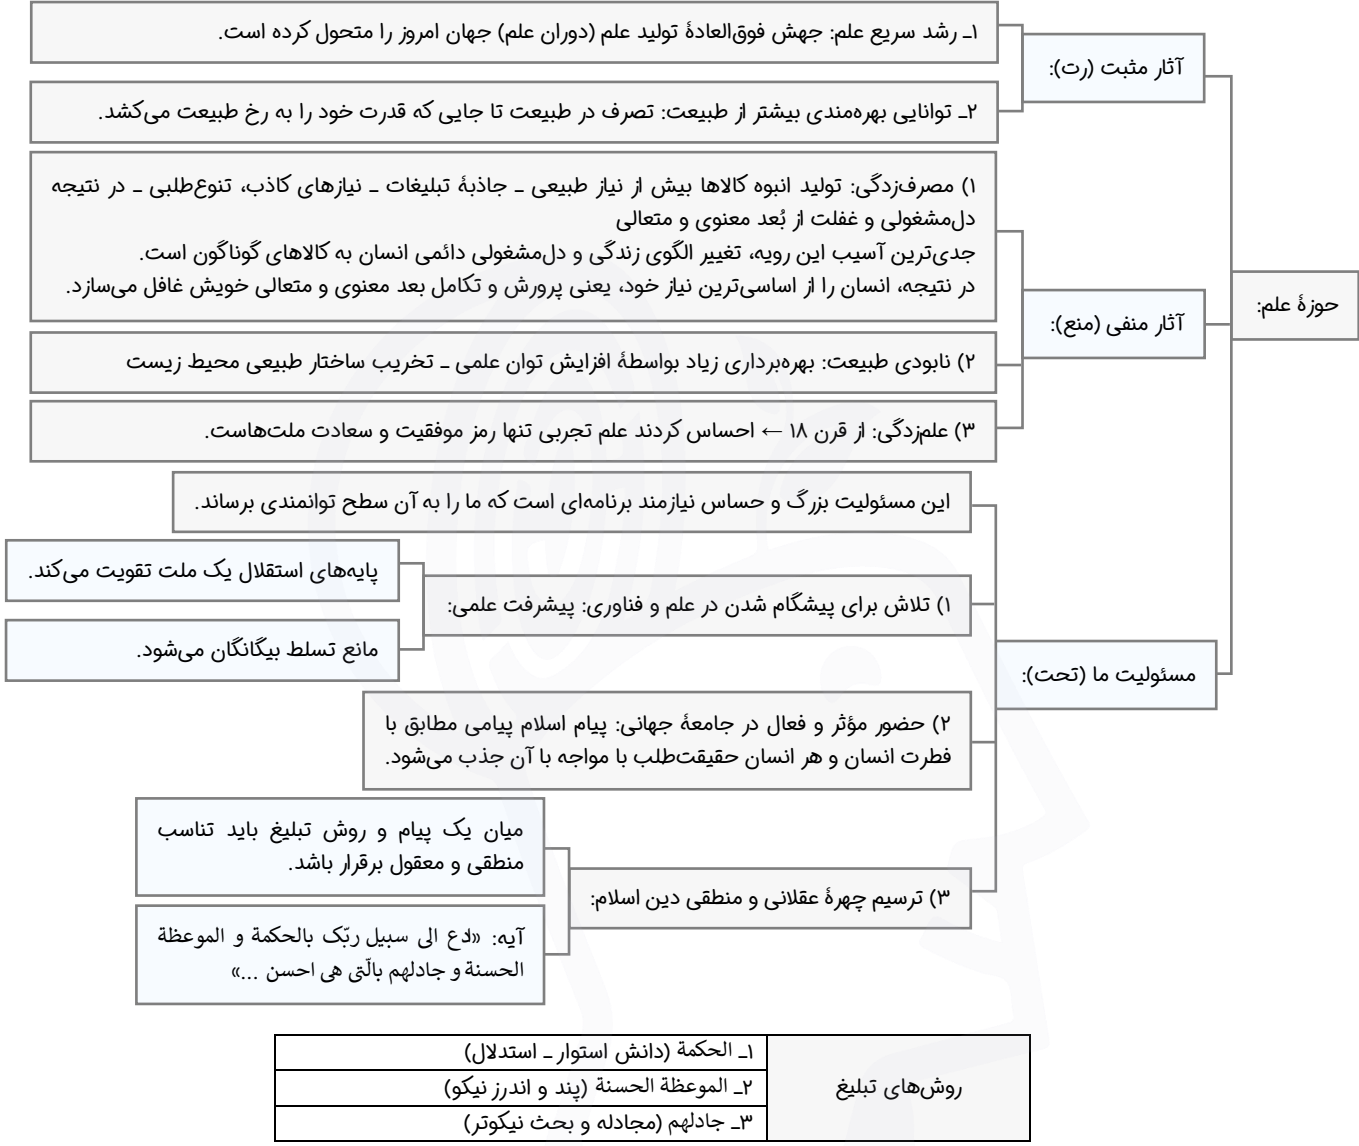 حوزۀ علم:
آثار مثبت (رت):
۱ـ رشد سریع علم: جهش فوق‌العادۀ تولید علم (دوران علم) جهان امروز را متحول کرده است.
۲ـ توانایی بهره‌مندی بیشتر از طبیعت: تصرف در طبیعت تا جایی که قدرت خود را به رخ طبیعت می‌کشد.
آثار منفی (منع):
۱) مصرف‌زدگی: تولید انبوه کالاها بیش از نیاز طبیعی ـ جاذبۀ تبلیغات ـ نیازهای کاذب، تنوع‌طلبی ـ در نتیجه
دل‌مشغولی و غفلت از بُعد معنوی و متعالی
جدی‌ترین آسیب این رویه، تغییر الگوی زندگی و دل‌مشغولی دائمی انسان به کالاهای گوناگون است.
در نتیجه، انسان را از اساسی‌ترین نیاز خود، یعنی پرورش و تکامل بعد معنوی و متعالی خویش غافل می‌سازد.
۲) نابودی طبیعت: بهره‌برداری زیاد بواسطۀ افزایش توان علمی ـ تخریب ساختار طبیعی محیط زیست
۳) علم‌زدگی: از قرن ۱۸ ← احساس کردند علم تجربی تنها رمز موفقیت و سعادت ملت‌هاست.
مسئولیت ما (تحت):
این مسئولیت بزرگ و حساس نیازمند برنامه‌ای است که ما را به آن سطح توانمندی برساند.
۱) تلاش برای پیشگام شدن در علم و فناوری: پیشرفت علمی:
پایه‌های استقلال یک ملت تقویت می‌کند.
مانع تسلط بیگانگان می‌شود.
۲) حضور مؤثر و فعال در جامعۀ جهانی: پیام اسلام پیامی مطابق با
فطرت انسان و هر انسان حقیقت‌طلب با مواجه با آن جذب می‌شود.
۳) ترسیم چهرۀ عقلانی و منطقی دین اسلام:
میان یک پیام و روش تبلیغ باید تناسب
منطقی و معقول برقرار باشد.
آیه: «ادع الی سبیل ربّک بالحکمة و الموعظة
الحسنة و جادلهم بالّتی هی احسن ...»
روش‌های تبلیغ
۱ـ الحکمة (دانش استوار ـ استدلال)
۲ـ الموعظة الحسنة (پند و اندرز نیکو)
۳ـ جادلهم (مجادله و بحث نیکوتر)